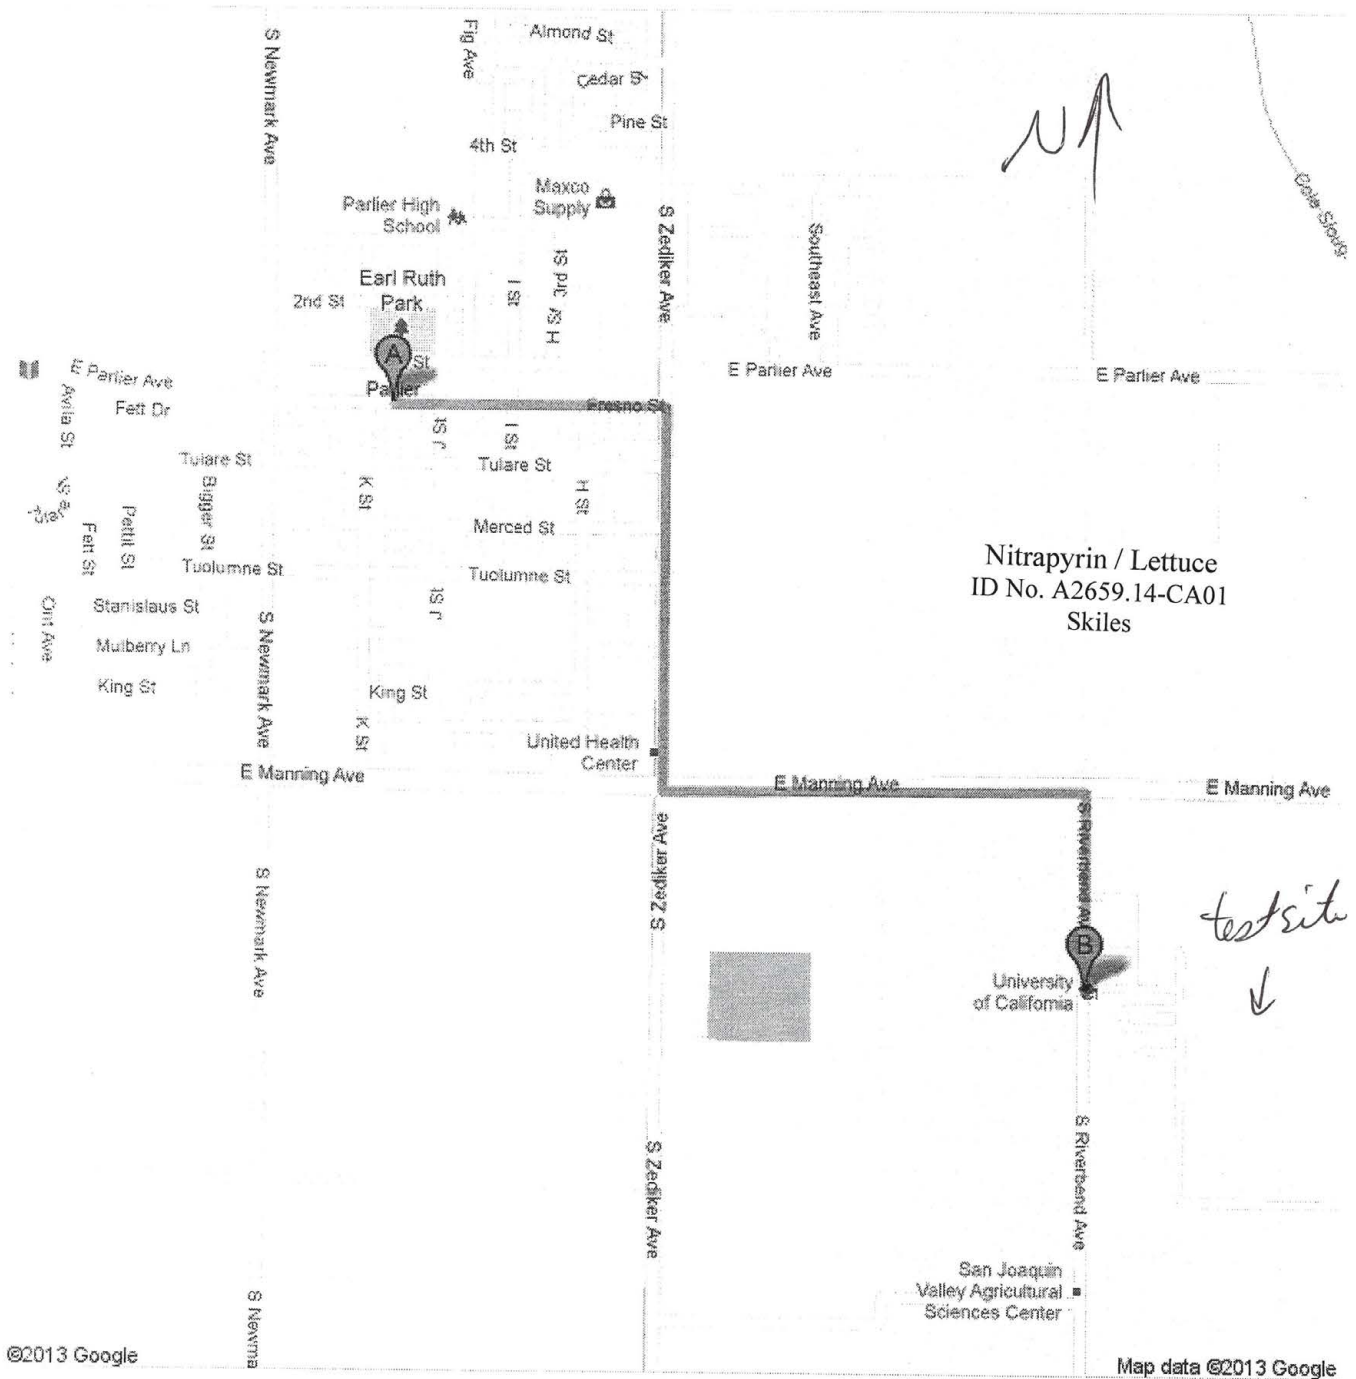 Almond St
Fig Ave
S Newmark Ave
Cedar St
Pine St
4th St
N
Maxco
Supply
Parlier High
School
S Zediker Ave
Southeast Ave
Earl Ruth
Park
2nd St
I St
3rd St
H St
A
St
Parlier
E Parlier Ave
E Parlier Ave
E Parlier Ave
Fett Dr
Avila St
Fresno St
J St
I St
Tulare St
Tulare St
Bigger St
K St
H St
Merced St
Fett St
Pettit St
Tuolumne St
Tuolumne St
Nitrapyrin / Lettuce
ID No. A2659.14-CA01
Skiles
Stanislaus St
J St
Ont Ave
Mulberry Ln
King St
King St
S Newmark Ave
K St
United Health
Center
E Manning Ave
E Manning Ave
E Manning Ave
S Riverbend Av
S Zediker Ave
S Newmark Ave
test site
B
University
of California
S Riverbend Ave
S Zediker Ave
San Joaquin
Valley Agricultural
Sciences Center
S Newma
©2013 Google
Map data ©2013 Google